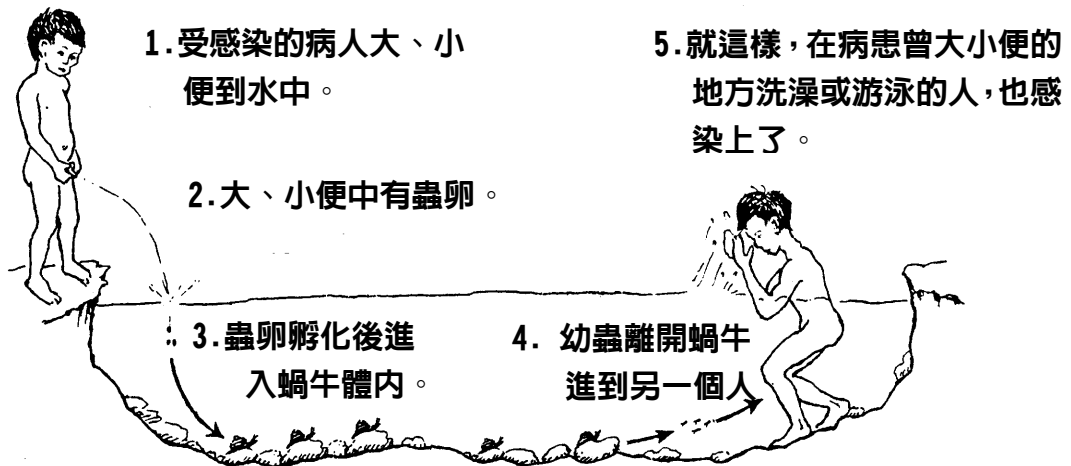 1.受感染的病人大、小
便到水中。
2.大、小便中有蟲卵。
3.蟲卵孵化後進
入蝸牛體内。
4. 幼蟲離開蝸牛
進到另一個人
5.就這樣，在病患曾大小便的
地方洗澡或游泳的人，也感
染上了。